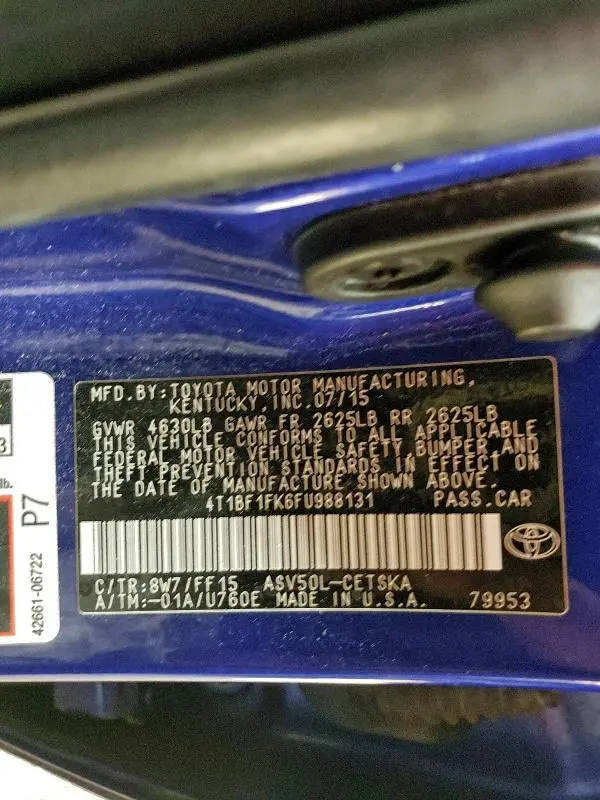 MFD.BY:TOYOTA MOTOR MANUFACTURING,
KENTUCKY,INC.07/15
GVWR 4630LB GAWR FR 2625LB RR 2625LB
THIS VEHICLE CONFORMS TO ALL APPLICABLE
FEDERAL MOTOR VEHICLE SAFETY,BUMPER,AND
THEFT PREVENTION STANDARDS IN EFFECT ON
THE DATE OF MANUFACTURE SHOWN ABOVE.
4T1BF1FK6FU988131 PASS.CAR
C/TR:8W7/FF15 ASV50L-CETSKA
A/TM:-01A/U760E MADE IN U.S.A. 79953
3
lb.
P7
42661-06722